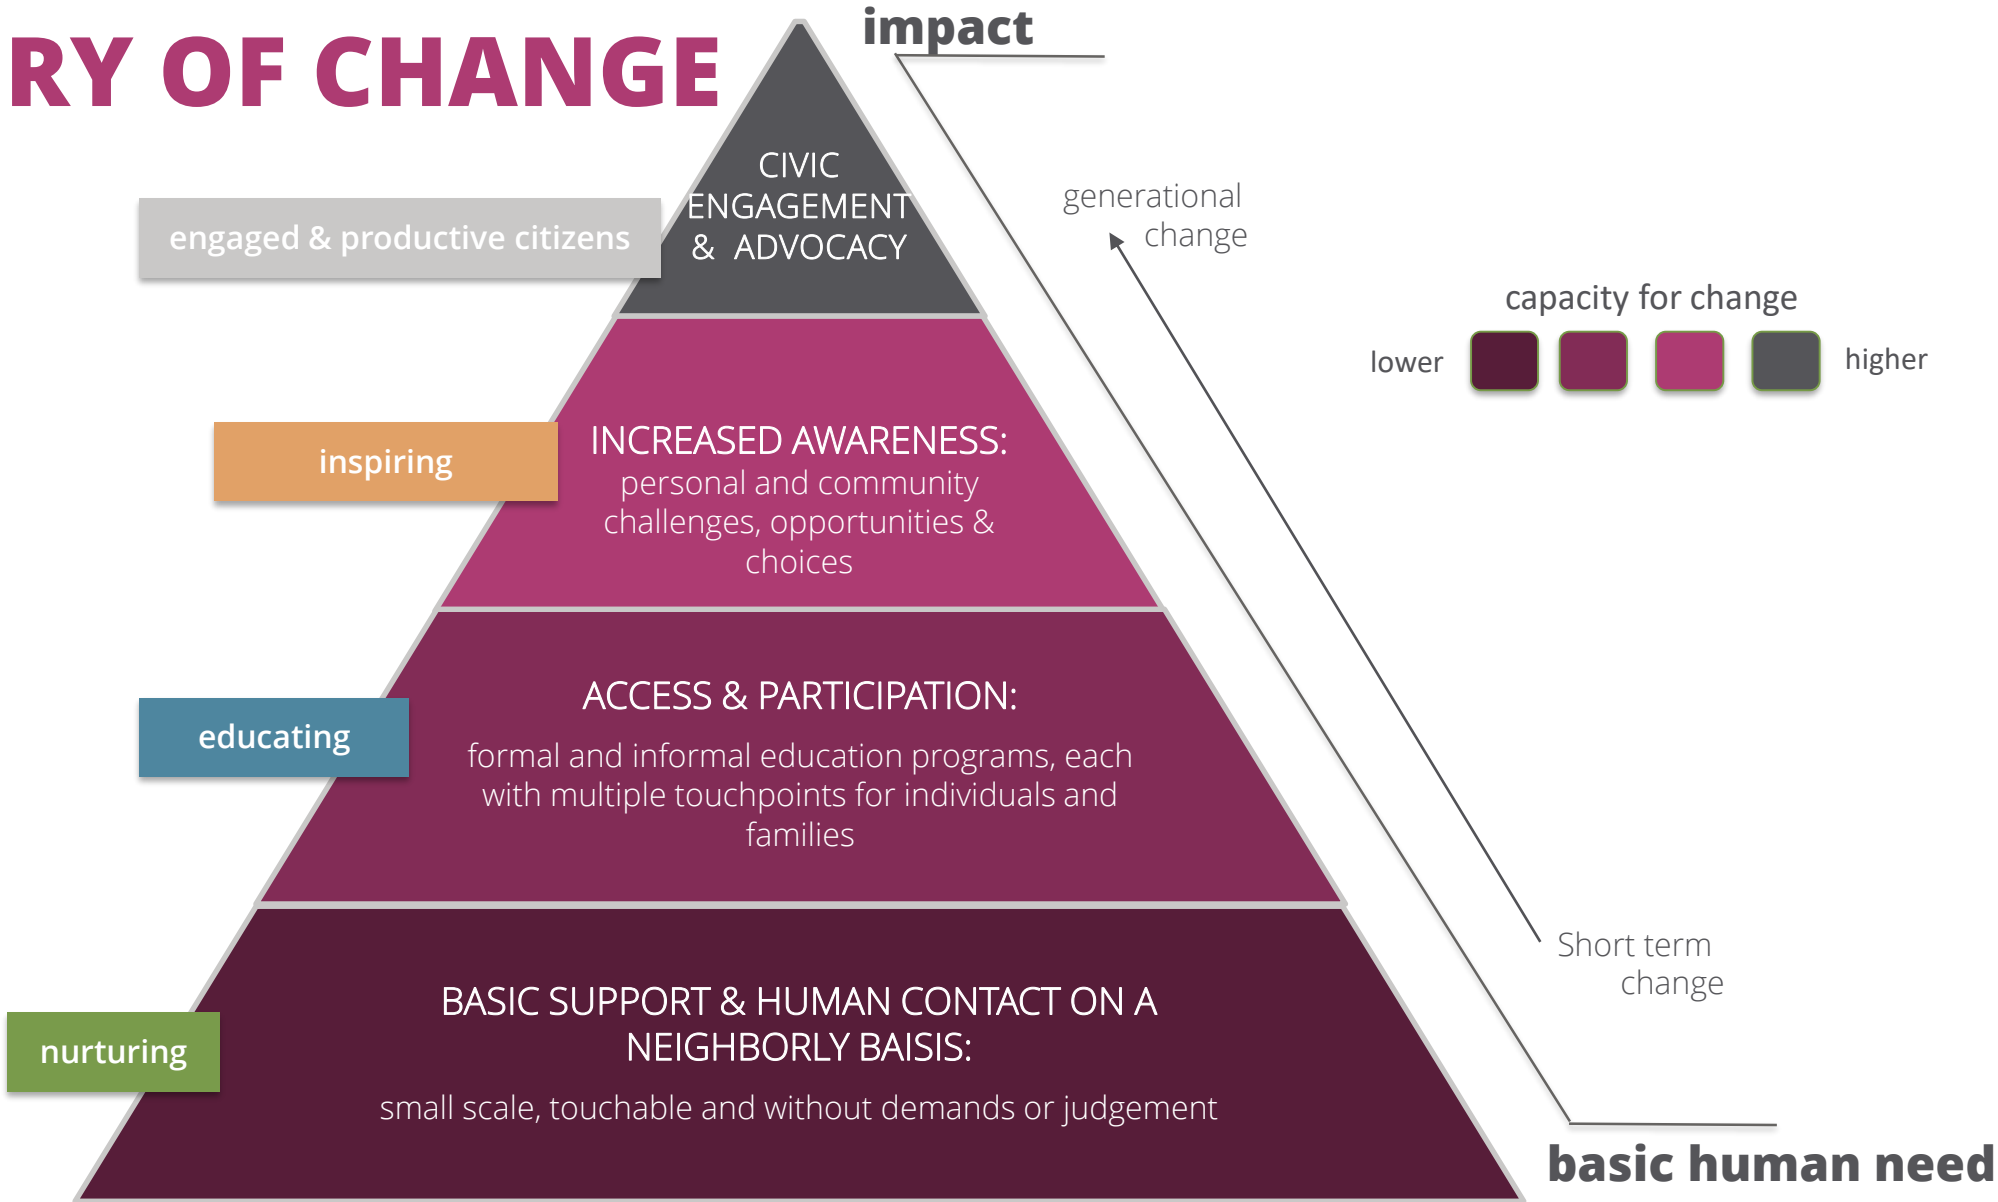 RY OF CHANGE
impact
CIVIC
ENGAGEMENT
& ADVOCACY
engaged & productive citizens
generational
change
capacity for change
lower
higher
inspiring
INCREASED AWARENESS:
personal and community
challenges, opportunities &
choices
educating
ACCESS & PARTICIPATION:
formal and informal education programs, each
with multiple touchpoints for individuals and
families
Short term
change
nurturing
BASIC SUPPORT & HUMAN CONTACT ON A
NEIGHBORLY BAISIS:
small scale, touchable and without demands or judgement
basic human need